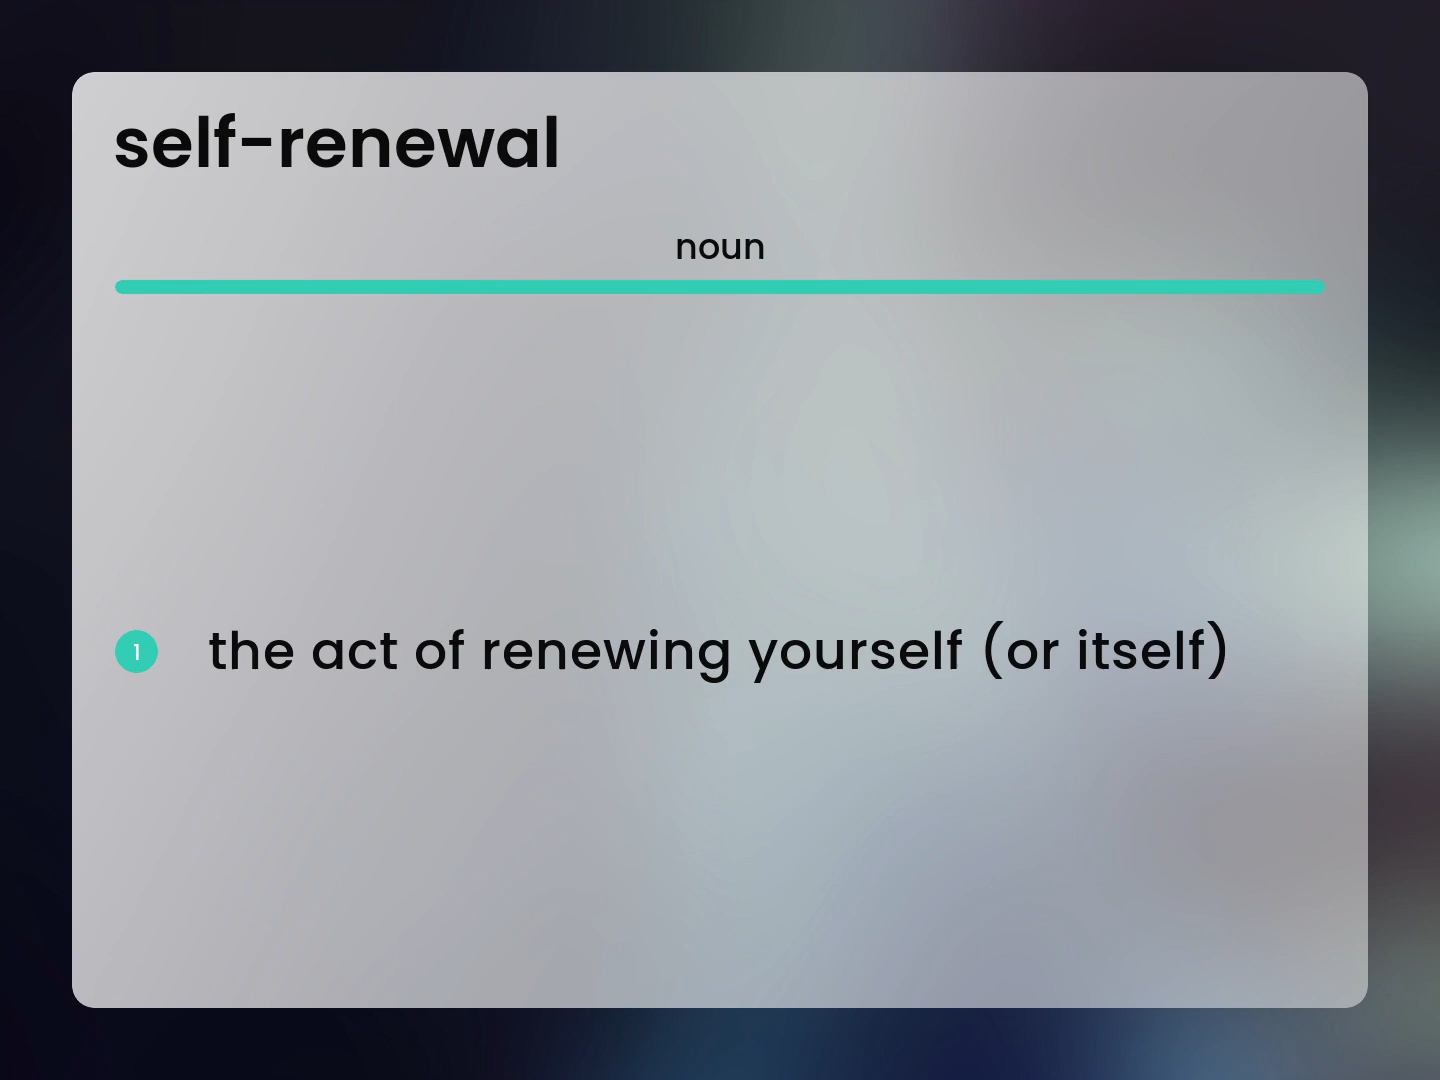 self-renewal
noun
1 the act of renewing yourself (or itself)